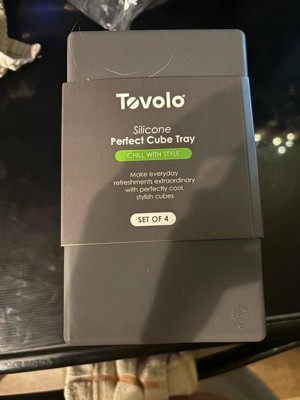 Tovolo®
Silicone
Perfect Cube Tray
CHILL WITH STYLE
Make everyday
refreshments extraordinary
with perfectly cool,
stylish cubes
SET OF 4